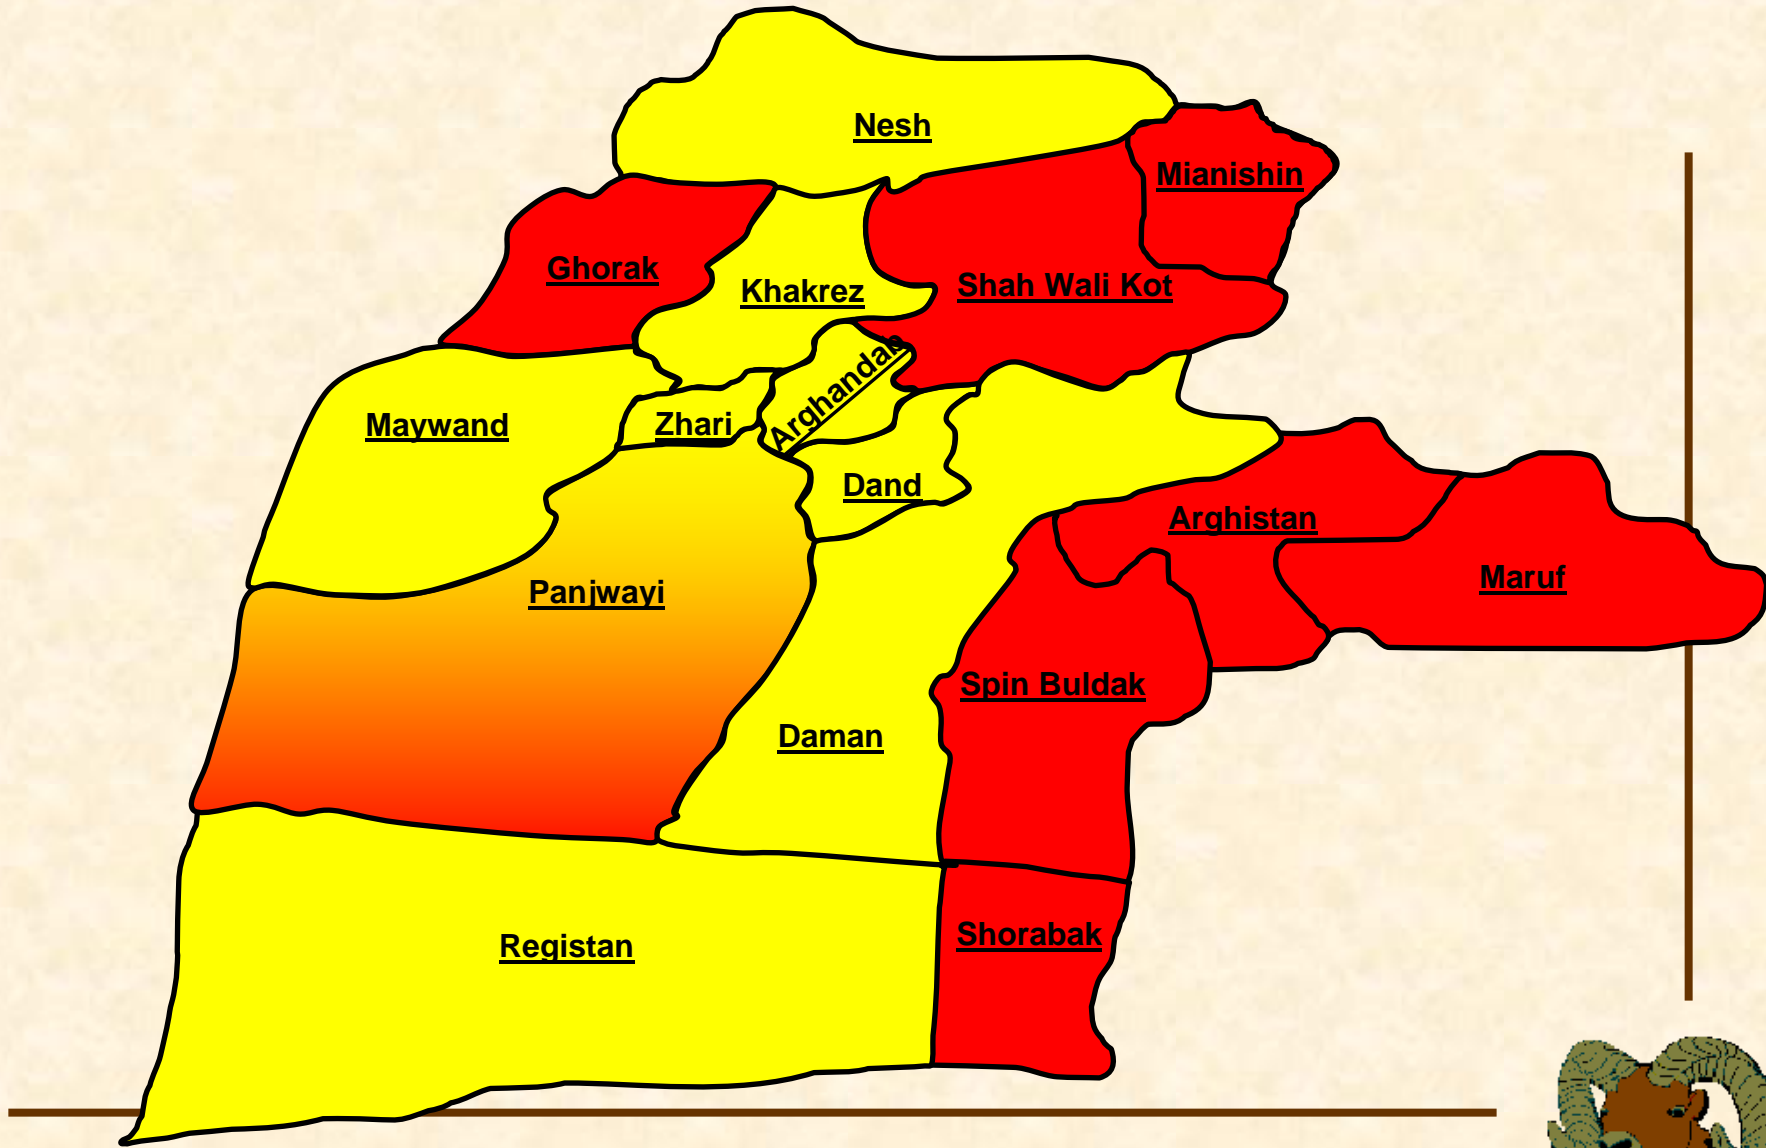 Nesh
Mianishin
Ghorak
Khakrez
Shah Wali Kot
Arghandab
Maywand
Zhari
Dand
Arghistan
Maruf
Panjwayi
Spin Buldak
Daman
Shorabak
Registan